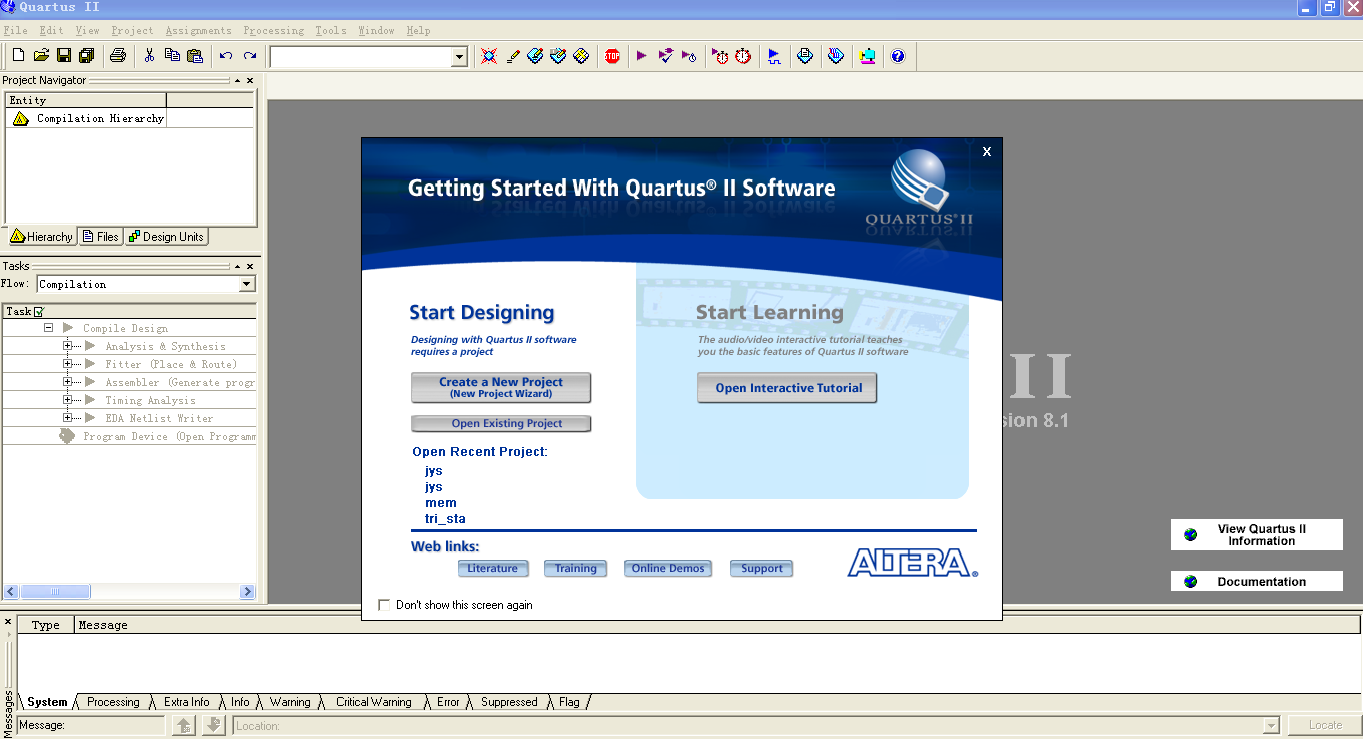 Quartus II
File Edit View Project Assignments Processing Tools Window Help
STOP
Project Navigator
Entity
Compilation Hierarchy
Hierarchy Files Design Units
Tasks
Flow: Compilation
Task
Compile Design
Analysis & Synthesis
Fitter (Place & Route)
Assembler (Generate progr
Timing Analysis
EDA Netlist Writer
Program Device (Open Programm
X
Getting Started With Quartus® II Software
QUARTUS®II
Start Designing
Designing with Quartus II software
requires a project
Create a New Project
(New Project Wizard)
Open Existing Project
Open Recent Project:
jys
jys
mem
tri_sta
Start Learning
The audio/video interactive tutorial teaches
you the basic features of Quartus II software
Open Interactive Tutorial
Web links:
Literature Training Online Demos Support
ALTERA®
Don't show this screen again
II
sion 8.1
View Quartus II
Information
Documentation
Type Message
System Processing Extra Info Info Warning Critical Warning Error Suppressed Flag
Messages
Message:
Location:
Locate